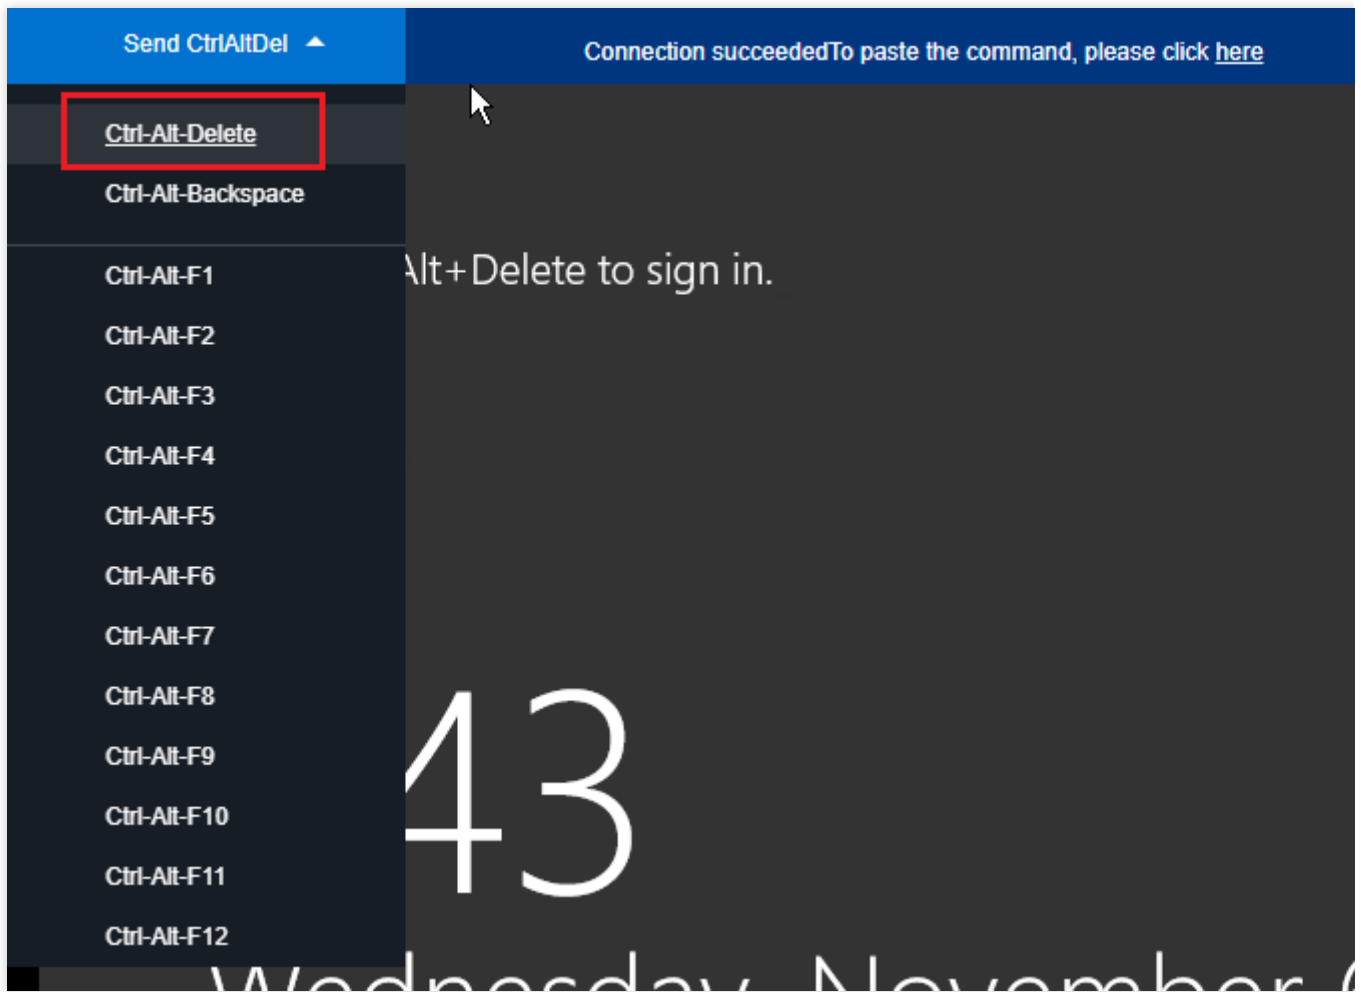 Send CtrlAltDel
Connection succeededTo paste the command, please click here
Ctrl-Alt-Delete
Ctrl-Alt-Backspace
Ctrl-Alt-F1
Alt+Delete to sign in.
Ctrl-Alt-F2
Ctrl-Alt-F3
Ctrl-Alt-F4
Ctrl-Alt-F5
Ctrl-Alt-F6
Ctrl-Alt-F7
Ctrl-Alt-F8
Ctrl-Alt-F9
Ctrl-Alt-F10
Ctrl-Alt-F11
Ctrl-Alt-F12
43
Wednesday, November